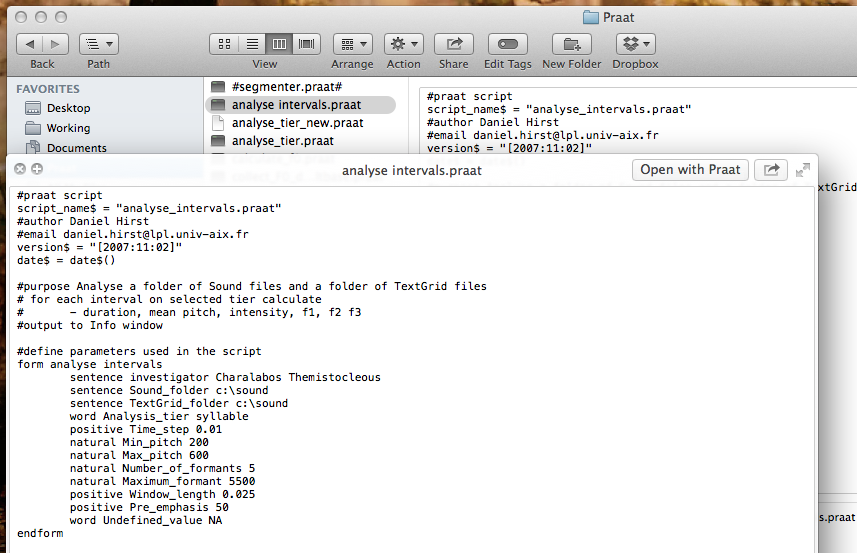 Praat
Back
Path
View
Arrange
Action
Share
Edit Tags
New Folder
Dropbox
FAVORITES
Desktop
Working
Documents
#segmenter.praat#
analyse intervals.praat
analyse_tier_new.praat
analyse_tier.praat
#praat script
script_name$ = "analyse_intervals.praat"
#author Daniel Hirst
#email daniel.hirst@lpl.univ-aix.fr
version$ = "[2007:11:02]"
xtGrid
s.praat
analyse intervals.praat
Open with Praat
#praat script
script_name$ = "analyse_intervals.praat"
#author Daniel Hirst
#email daniel.hirst@lpl.univ-aix.fr
version$ = "[2007:11:02]"
date$ = date$()
#purpose Analyse a folder of Sound files and a folder of TextGrid files
# for each interval on selected tier calculate
#       - duration, mean pitch, intensity, f1, f2 f3
#output to Info window
#define parameters used in the script
form analyse intervals
sentence investigator Charalabos Themistocleous
sentence Sound_folder c:\sound
sentence TextGrid_folder c:\sound
word Analysis_tier syllable
positive Time_step 0.01
natural Min_pitch 200
natural Max_pitch 600
natural Number_of_formants 5
natural Maximum_formant 5500
positive Window_length 0.025
positive Pre_emphasis 50
word Undefined_value NA
endform